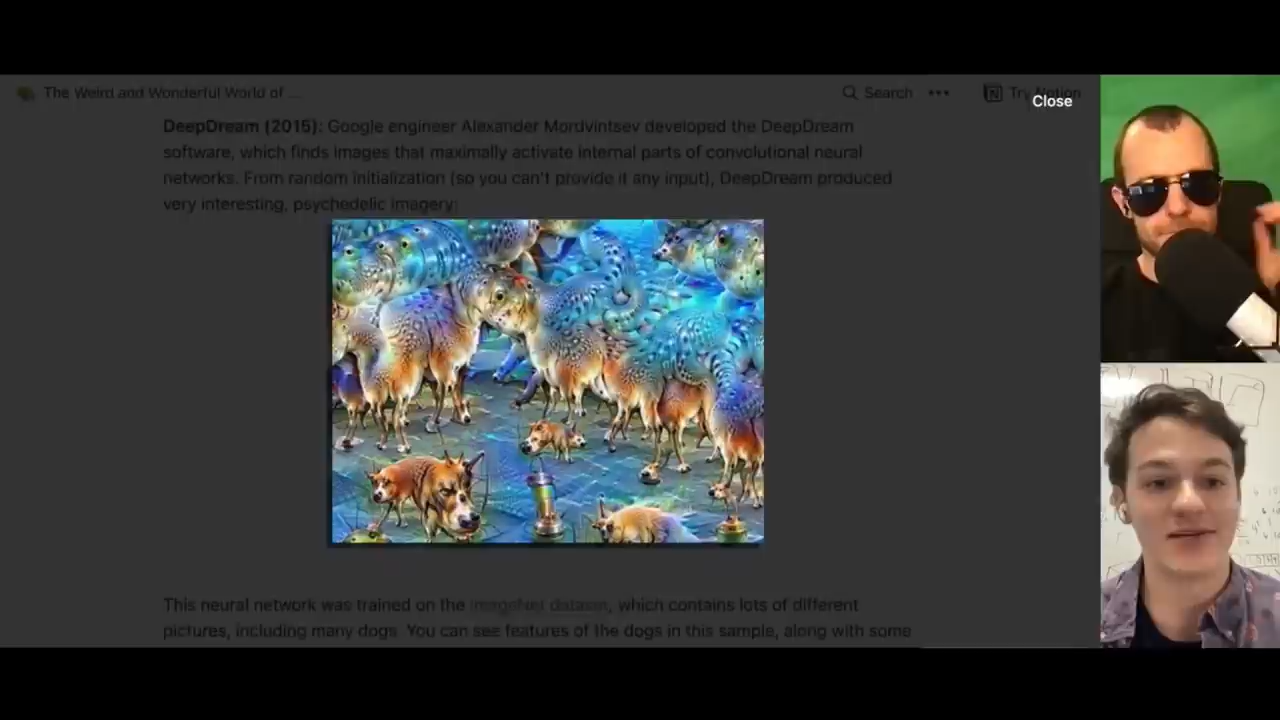 The Weird and Wonderful World of ...
Search
Try Notion
Close
DeepDream (2015): Google engineer Alexander Mordvintsev developed the DeepDream
software, which finds images that maximally activate internal parts of convolutional neural
networks. From random initialization (so you can't provide it any input), DeepDream produced
very interesting, psychedelic imagery:
This neural network was trained on the ImageNet dataset, which contains lots of different
pictures, including many dogs. You can see features of the dogs in this sample, along with some